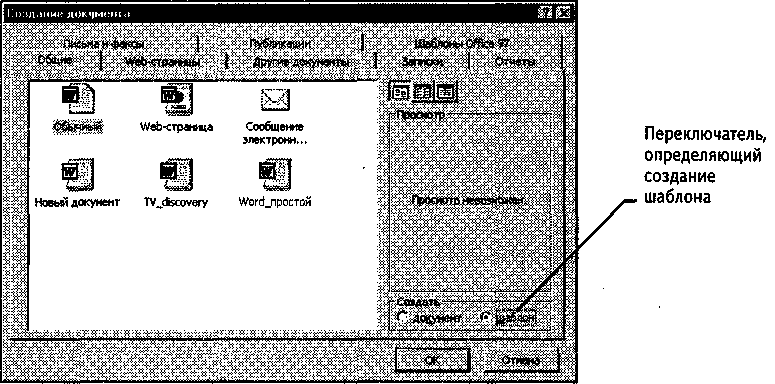 Создание документа
Письма и факсы
Публикации
Шаблоны Office 97
Общие
Web-страницы
Другие документы
Записки
Отчеты
Обычный
Web-страница
Сообщение
электронн...
Новый документ
TV_discovery
Word_простой
Просмотр
Просмотр невозможен.
Создать
документ
шаблон
OK
Отмена
Переключатель,
определяющий
создание
шаблона